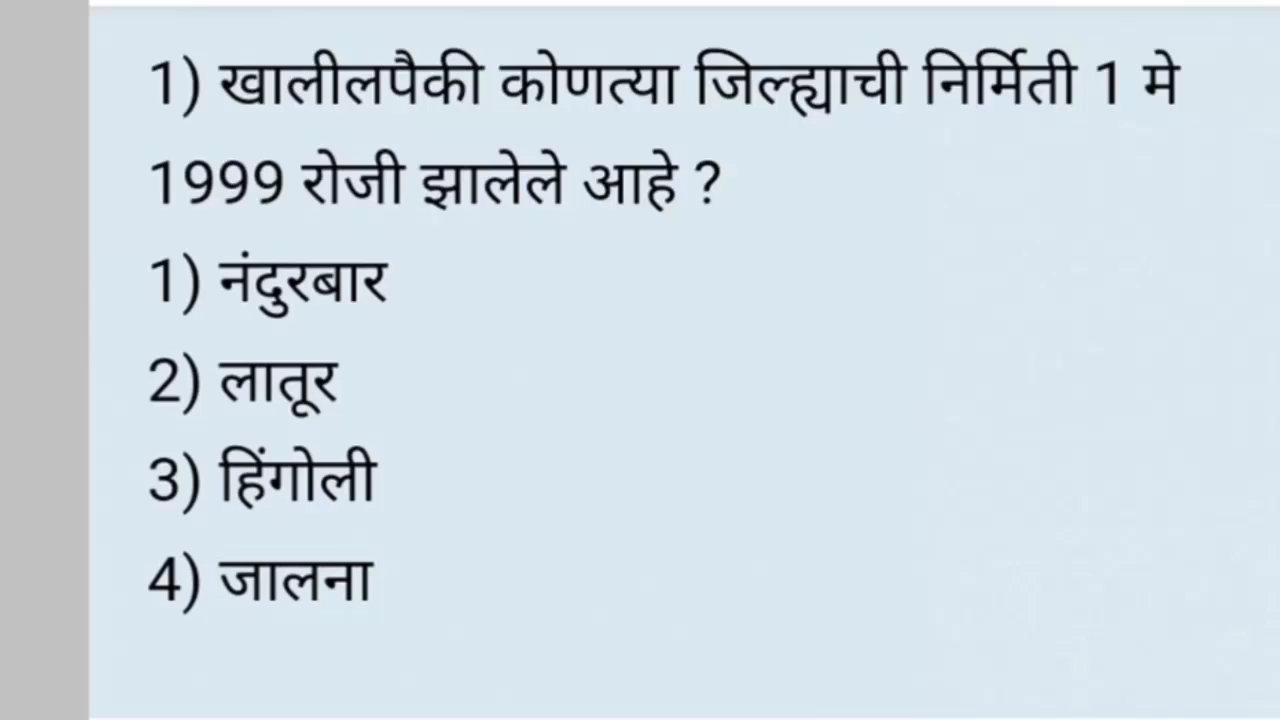 1) खालीलपैकी कोणत्या जिल्ह्याची निर्मिती 1 मे
1999 रोजी झालेले आहे ?
1) नंदुरबार
2) लातूर
3) हिंगोली
4) जालना